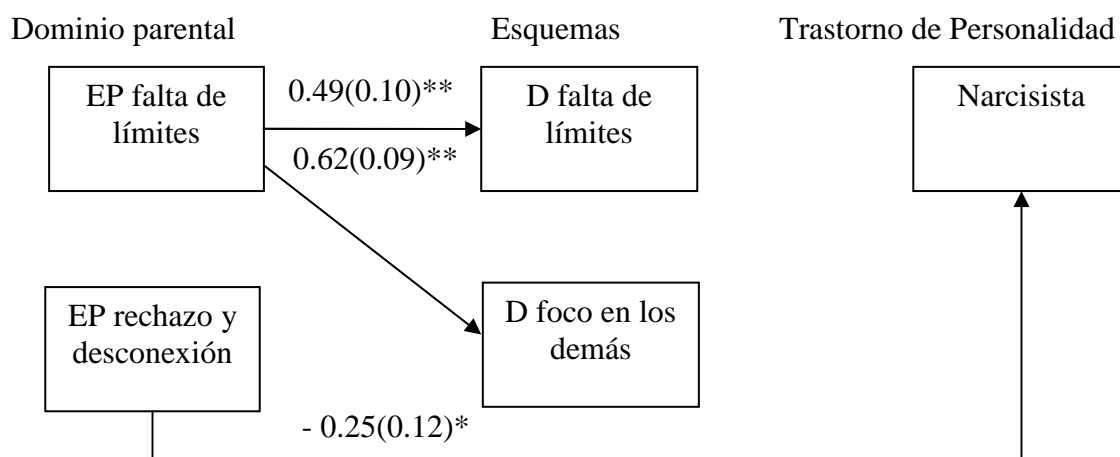 Dominio parental
Esquemas
Trastorno de Personalidad
EP falta de
límites
0.49(0.10)**
0.62(0.09)**
D falta de
límites
Narcisista
EP rechazo y
desconexión
D foco en los
demás
- 0.25(0.12)*